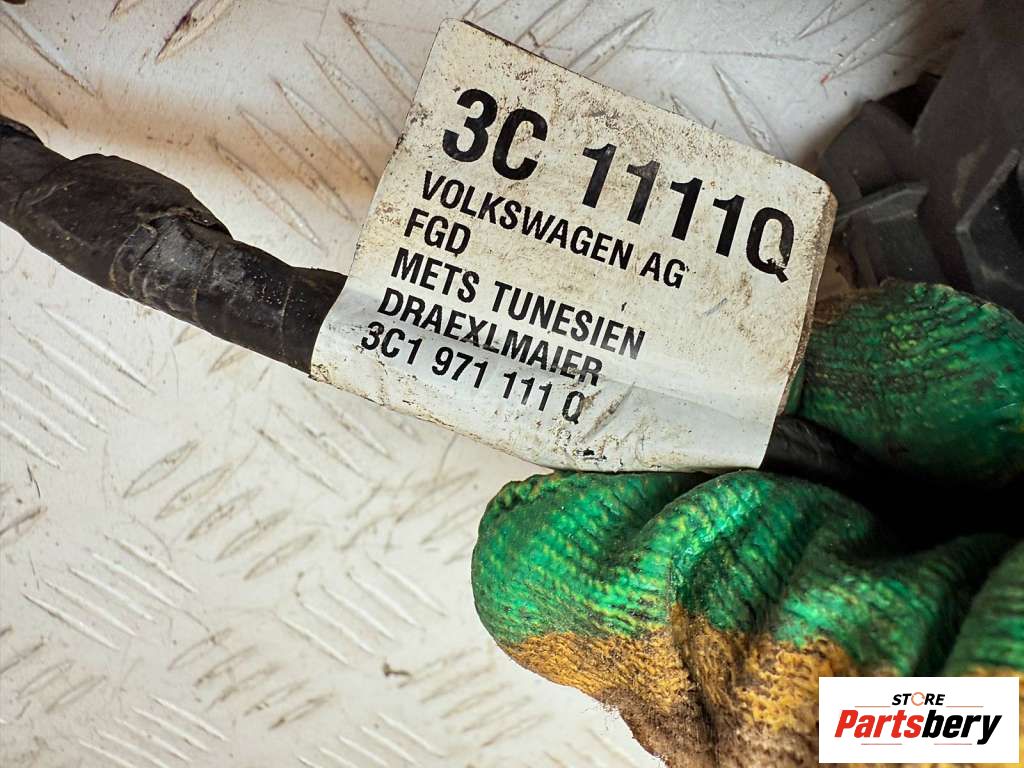 3C 1111Q
VOLKSWAGEN AG
FGD
METS TUNESIEN
DRAEXLMAIER
3C1 971 111 Q
STORE
Partsbery